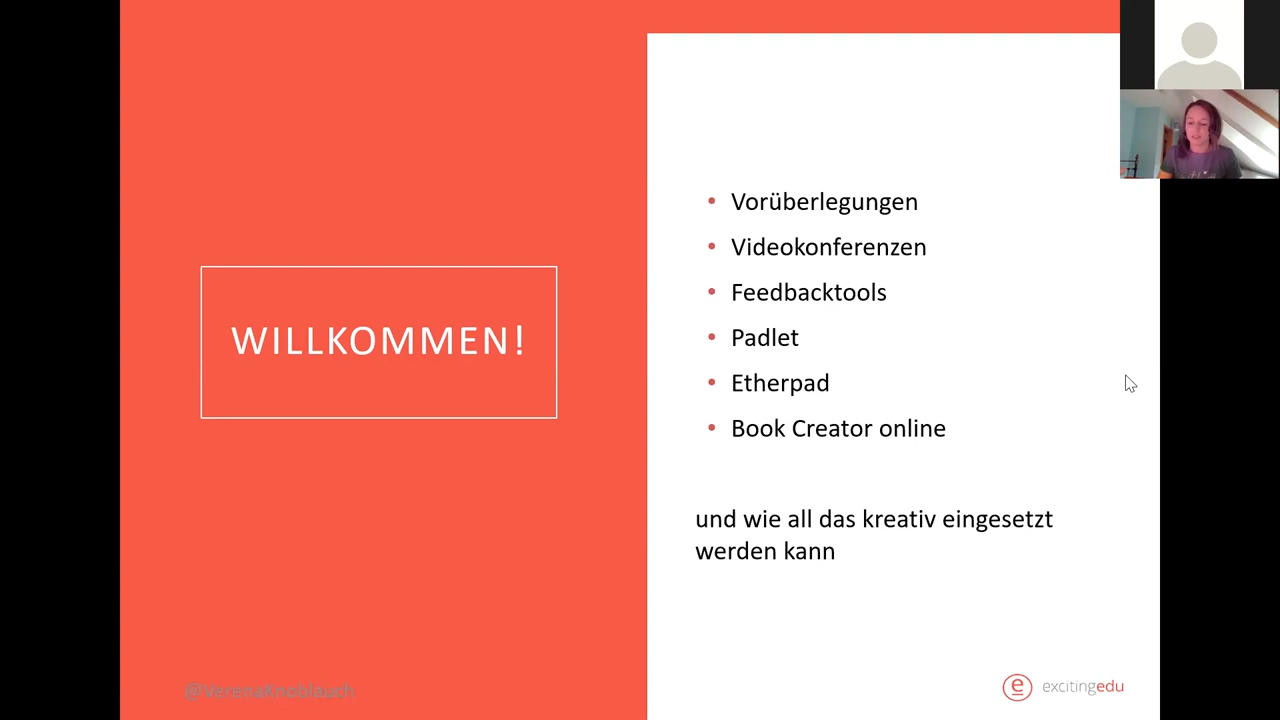 WILLKOMMEN!
• Vorüberlegungen
• Videokonferenzen
• Feedbacktools
• Padlet
• Etherpad
• Book Creator online
und wie all das kreativ eingesetzt
werden kann
@VerenaKnoblauch
e excitingedu